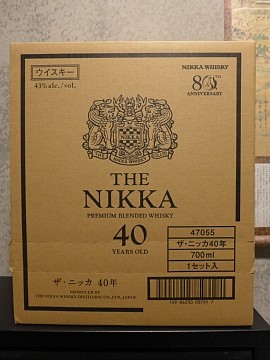 ウイスキー
43% alc./vol.
NIKKA WHISKY
80th
ANNIVERSARY
THE
NIKKA
PREMIUM BLENDED WHISKY
40
YEARS OLD
47055
ザ・ニッカ40年
700ml
1セット入
ザ・ニッカ 40年
PRODUCED BY
THE NIKKA WHISKY DISTILLING CO.,LTD., JAPAN